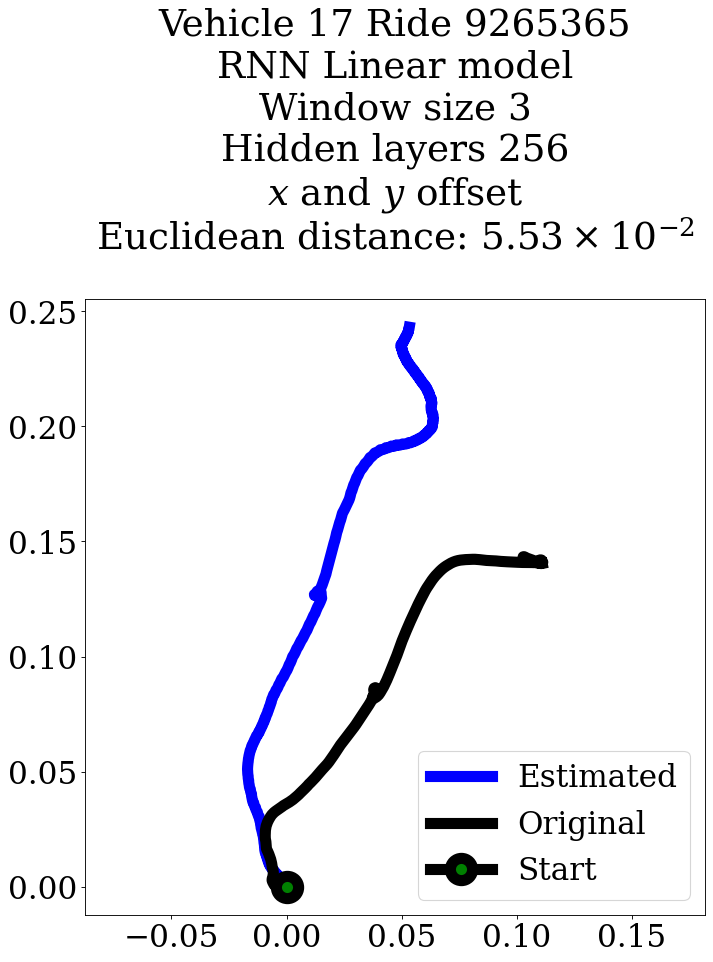 Vehicle 17 Ride 9265365
RNN Linear model
Window size 3
Hidden layers 256
x and y offset
Euclidean distance: 5.53 × 10⁻²
0.25
0.20
0.15
0.10
0.05
0.00
−0.05 0.00 0.05 0.10 0.15
Estimated
Original
Start